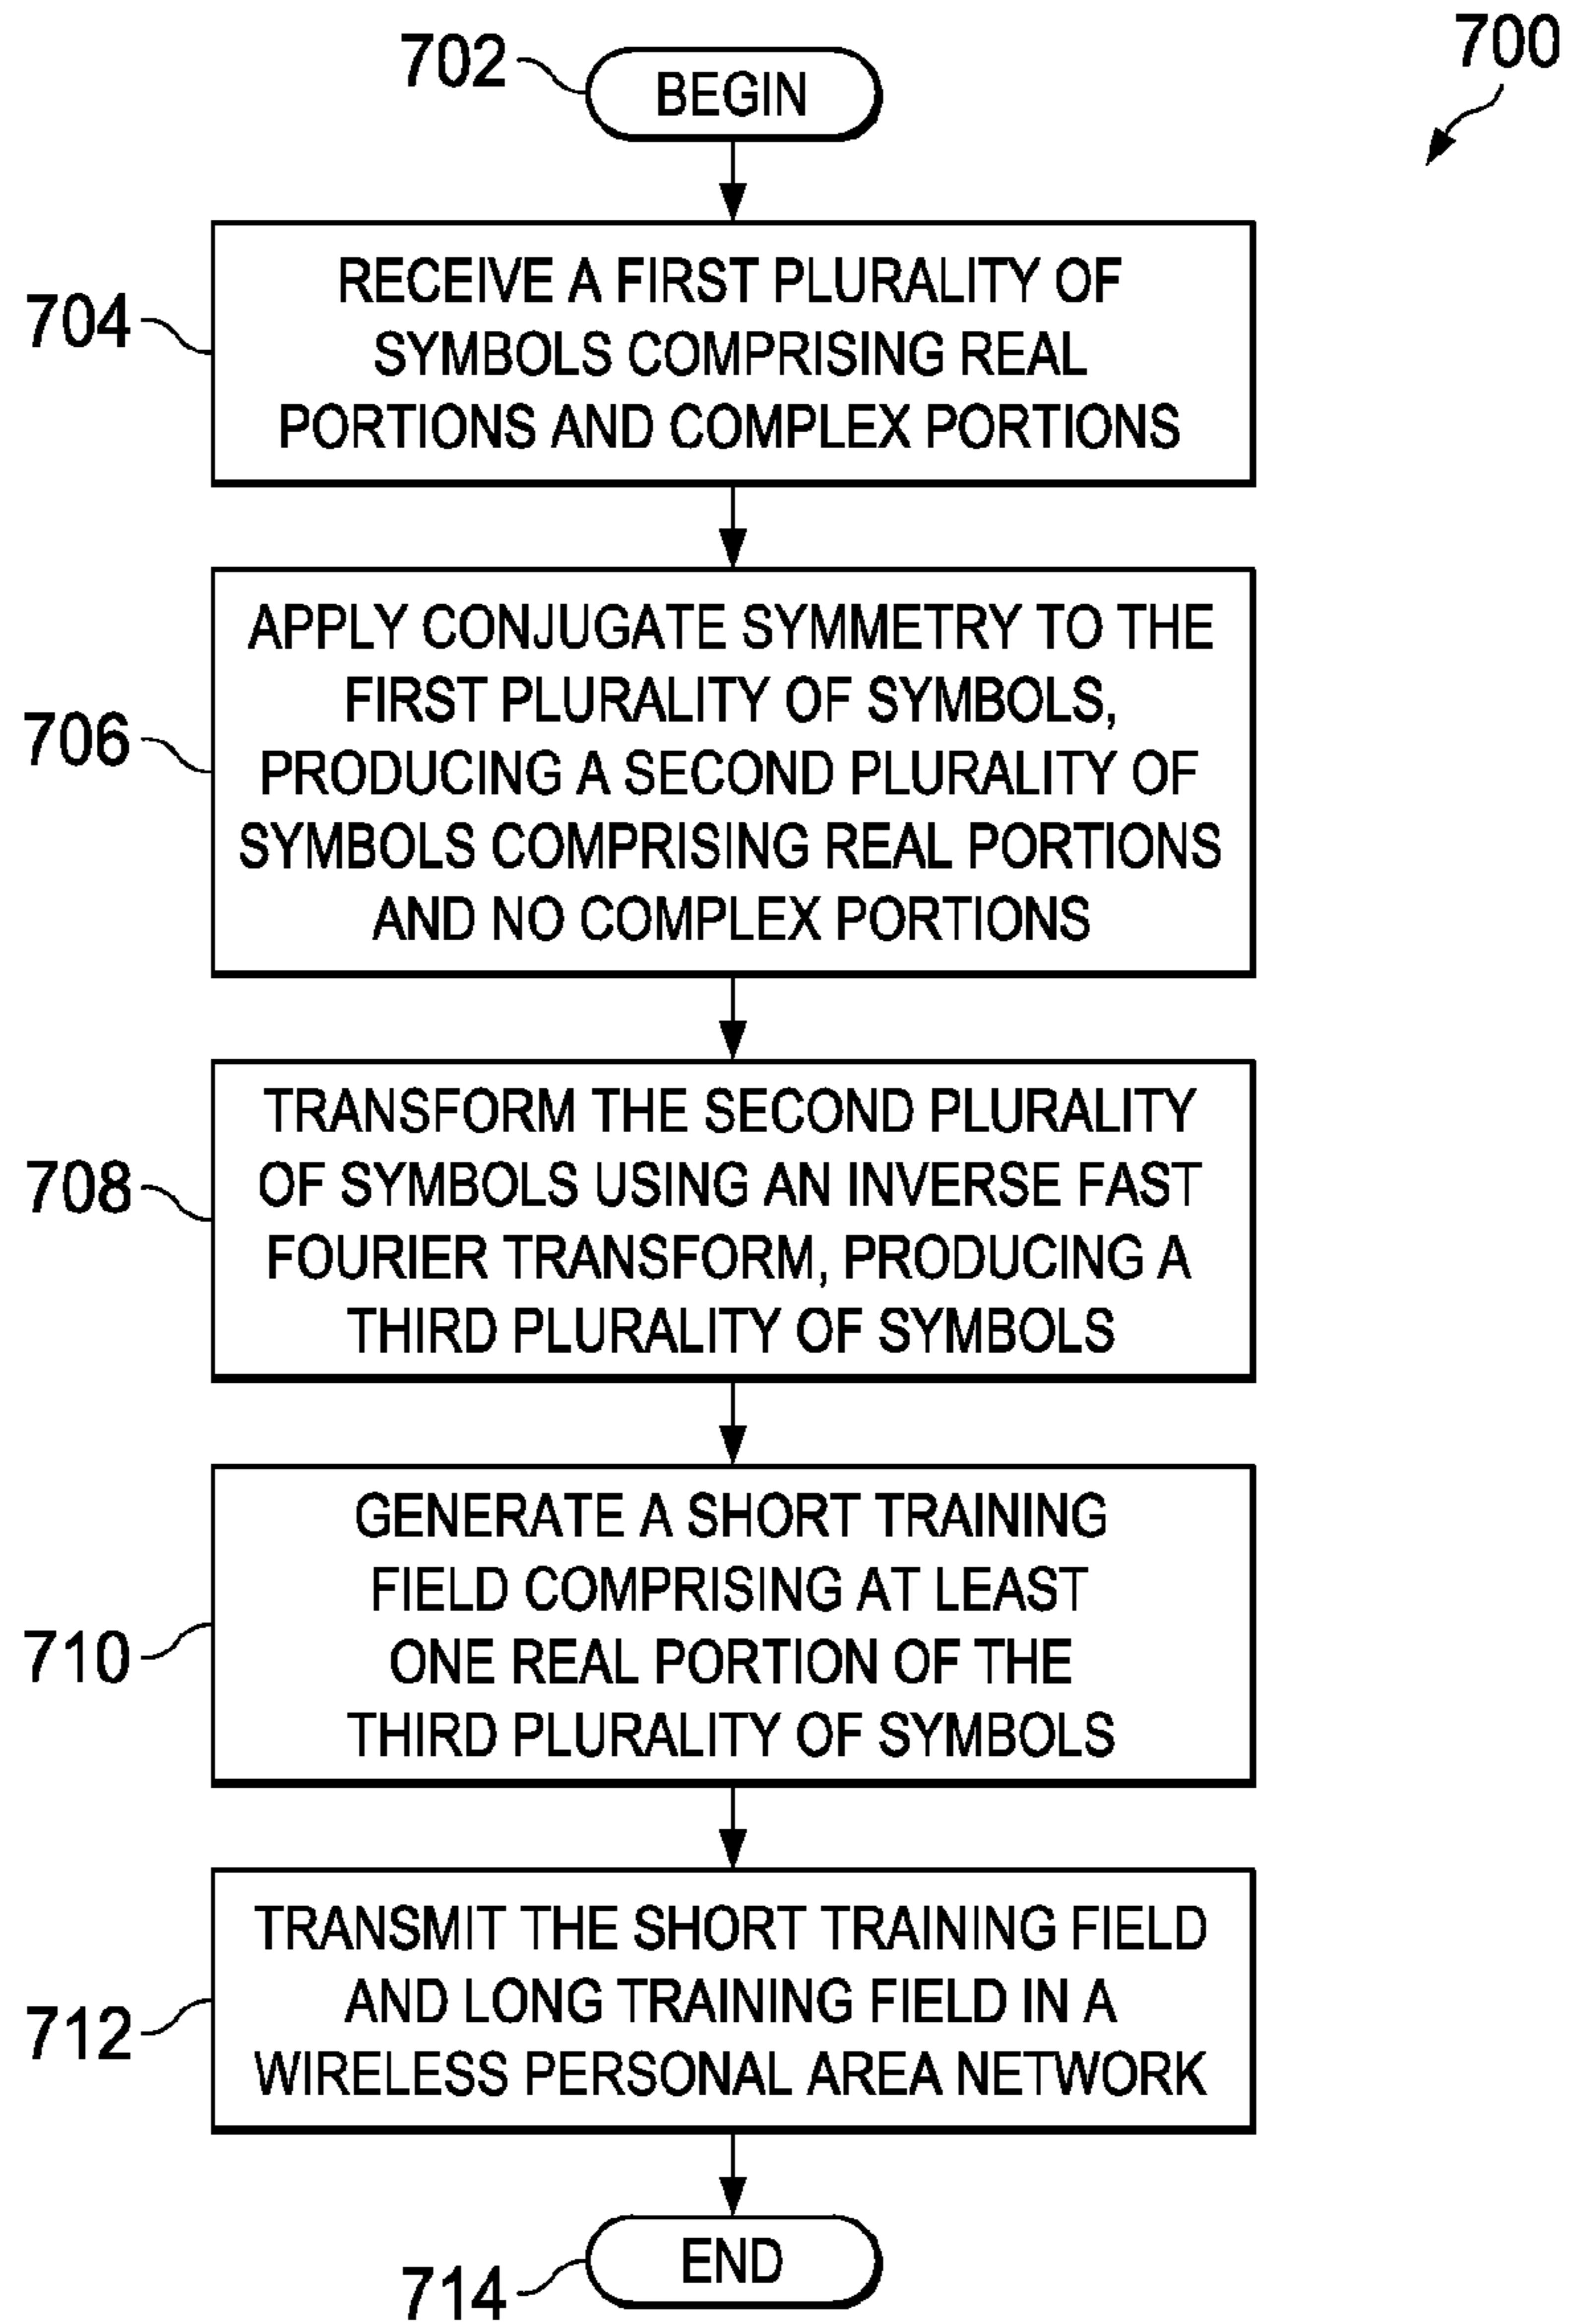 700
702
BEGIN
704
RECEIVE A FIRST PLURALITY OF
SYMBOLS COMPRISING REAL
PORTIONS AND COMPLEX PORTIONS
706
APPLY CONJUGATE SYMMETRY TO THE
FIRST PLURALITY OF SYMBOLS,
PRODUCING A SECOND PLURALITY OF
SYMBOLS COMPRISING REAL PORTIONS
AND NO COMPLEX PORTIONS
708
TRANSFORM THE SECOND PLURALITY
OF SYMBOLS USING AN INVERSE FAST
FOURIER TRANSFORM, PRODUCING A
THIRD PLURALITY OF SYMBOLS
710
GENERATE A SHORT TRAINING
FIELD COMPRISING AT LEAST
ONE REAL PORTION OF THE
THIRD PLURALITY OF SYMBOLS
712
TRANSMIT THE SHORT TRAINING FIELD
AND LONG TRAINING FIELD IN A
WIRELESS PERSONAL AREA NETWORK
714
END